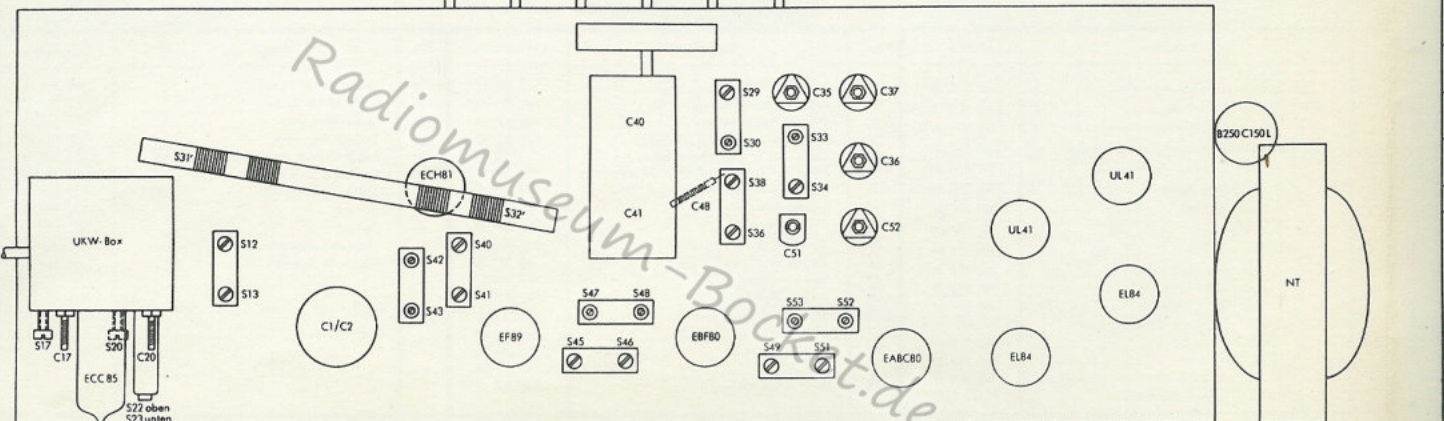 Radiomuseum-Bocket.de
S29
C35
C37
C40
B250C150L
S30
S33
S31'
ECH81
C36
UL41
S38
S34
C48
S32'
C41
S36
C51
C52
UL41
UKW-Box
S12
S40
S42
S13
S41
S43
NT
EL84
S47
S48
S53
S52
C1/C2
EF89
EBF80
S17
C17
S20
C20
S45
S46
S49
S51
EABC80
EL84
ECC85
S22 oben
S23 unten